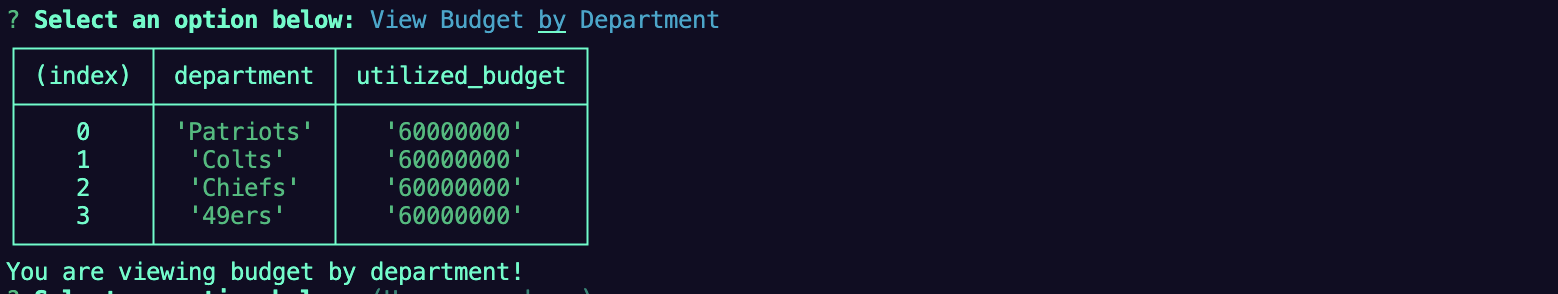 ? Select an option below: View Budget by Department
(index) department utilized_budget
0 'Patriots' '60000000'
1 'Colts' '60000000'
2 'Chiefs' '60000000'
3 '49ers' '60000000'
You are viewing budget by department!